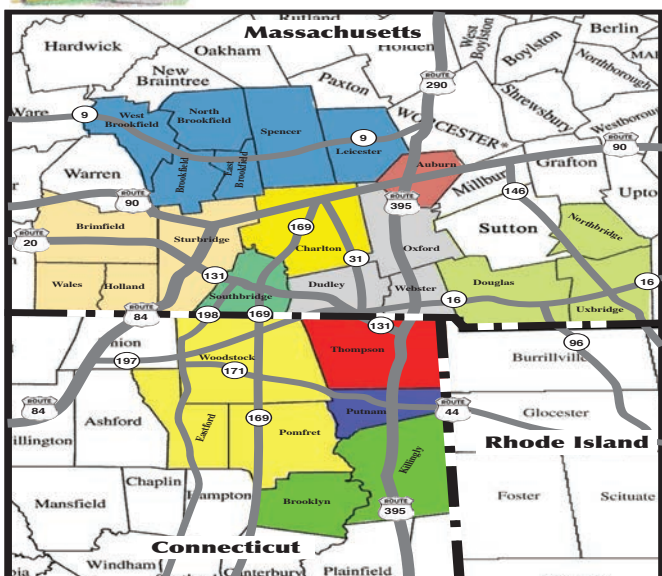 Rutland
Massachusetts
Hardwick
Oakham
Holden
West
Boylston
Boylston
Berlin
New
Braintree
Paxton
Northborough
ROUTE
290
Shrewsbury
Ware
9
West
Brookfield
North
Brookfield
Spencer
9
Leicester
WORCESTER*
Westborough
ROUTE
90
Brookfield
East
Brookfield
Auburn
Grafton
Warren
Millbury
146
Upto
ROUTE
90
ROUTE
395
ROUTE
20
Brimfield
Sturbridge
169
Charlton
Oxford
Sutton
Northbridge
31
131
Wales
Holland
Southbridge
Dudley
Webster
Douglas
16
16
Uxbridge
ROUTE
84
198
169
131
nion
197
Woodstock
171
Thompson
96
Burrillville
ROUTE
84
Ashford
Eastford
169
Pomfret
Putnam
ROUTE
44
Glocester
illington
Killingly
Rhode Island
Chaplin
Hampton
Brooklyn
Mansfield
ROUTE
395
Foster
Scituate
Connecticut
Windham
Canterbury
Plainfield